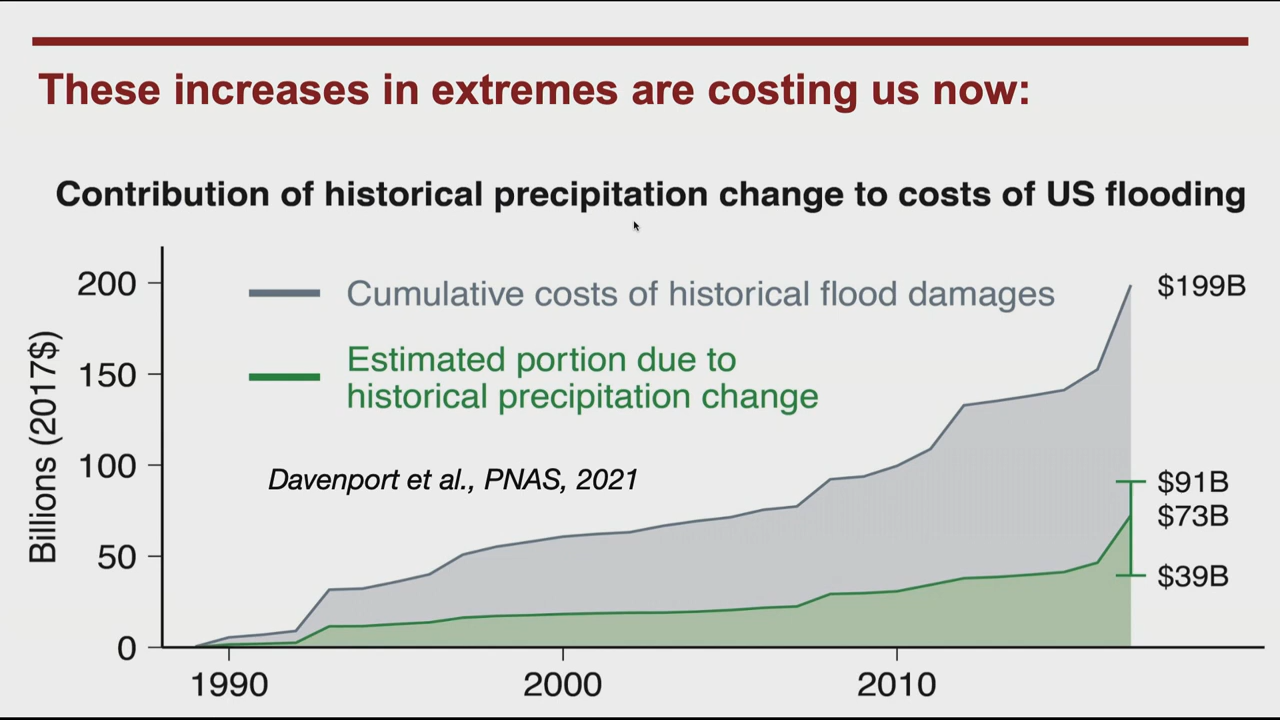 These increases in extremes are costing us now:
Contribution of historical precipitation change to costs of US flooding
Billions (2017$)
200
150
100
50
0
Cumulative costs of historical flood damages
Estimated portion due to
historical precipitation change
Davenport et al., PNAS, 2021
$199B
$91B
$73B
$39B
1990
2000
2010